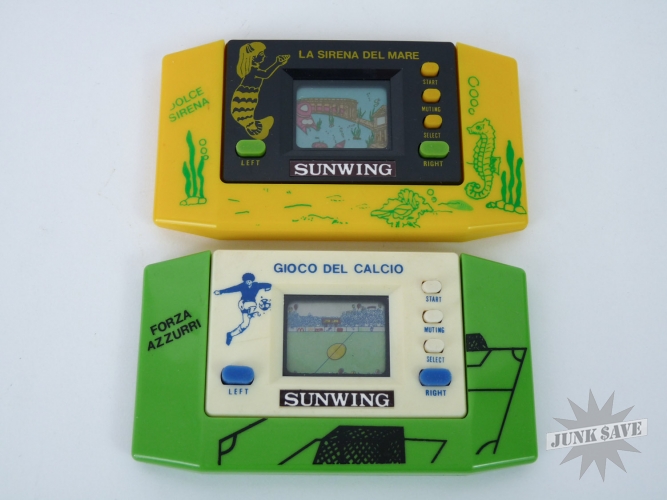 LA SIRENA DEL MARE
DOLCE
SIRENA
START
MUTING
SELECT
LEFT
RIGHT
SUNWING
GIOCO DEL CALCIO
FORZA
AZZURRI
START
MUTING
SELECT
LEFT
RIGHT
SUNWING
JUNK SAVE